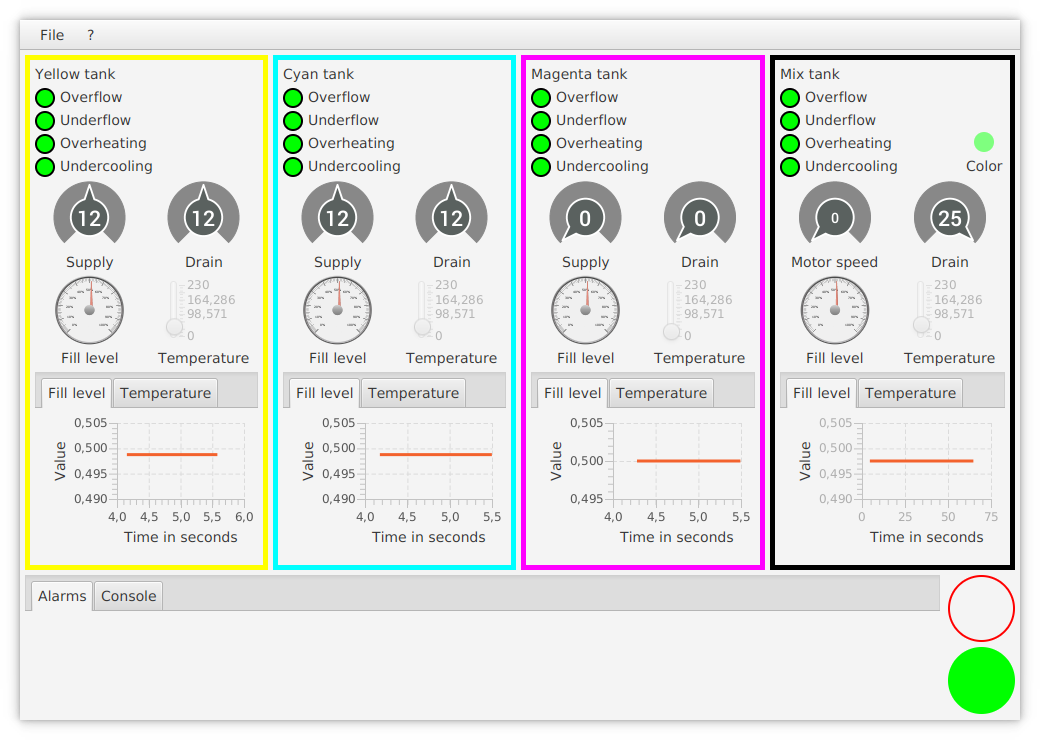 File ?
Yellow tank
Overflow
Underflow
Overheating
Undercooling
12 12
Supply Drain
230
164,286
98,571
0
Fill level Temperature
Fill level Temperature
0,505
0,500
0,495
0,490
Value
4,0 4,5 5,0 5,5 6,0
Time in seconds
Cyan tank
Overflow
Underflow
Overheating
Undercooling
12 12
Supply Drain
230
164,286
98,571
0
Fill level Temperature
Fill level Temperature
0,505
0,500
0,495
0,490
Value
4,0 4,5 5,0 5,5
Time in seconds
Magenta tank
Overflow
Underflow
Overheating
Undercooling
0 0
Supply Drain
230
164,286
98,571
0
Fill level Temperature
Fill level Temperature
0,505
0,500
0,495
Value
4,0 4,5 5,0 5,5
Time in seconds
Mix tank
Overflow
Underflow
Overheating
Undercooling Color
0 25
Motor speed Drain
230
164,286
98,571
0
Fill level Temperature
Fill level Temperature
0,505
0,500
0,495
0,490
Value
0 25 50 75
Time in seconds
Alarms Console